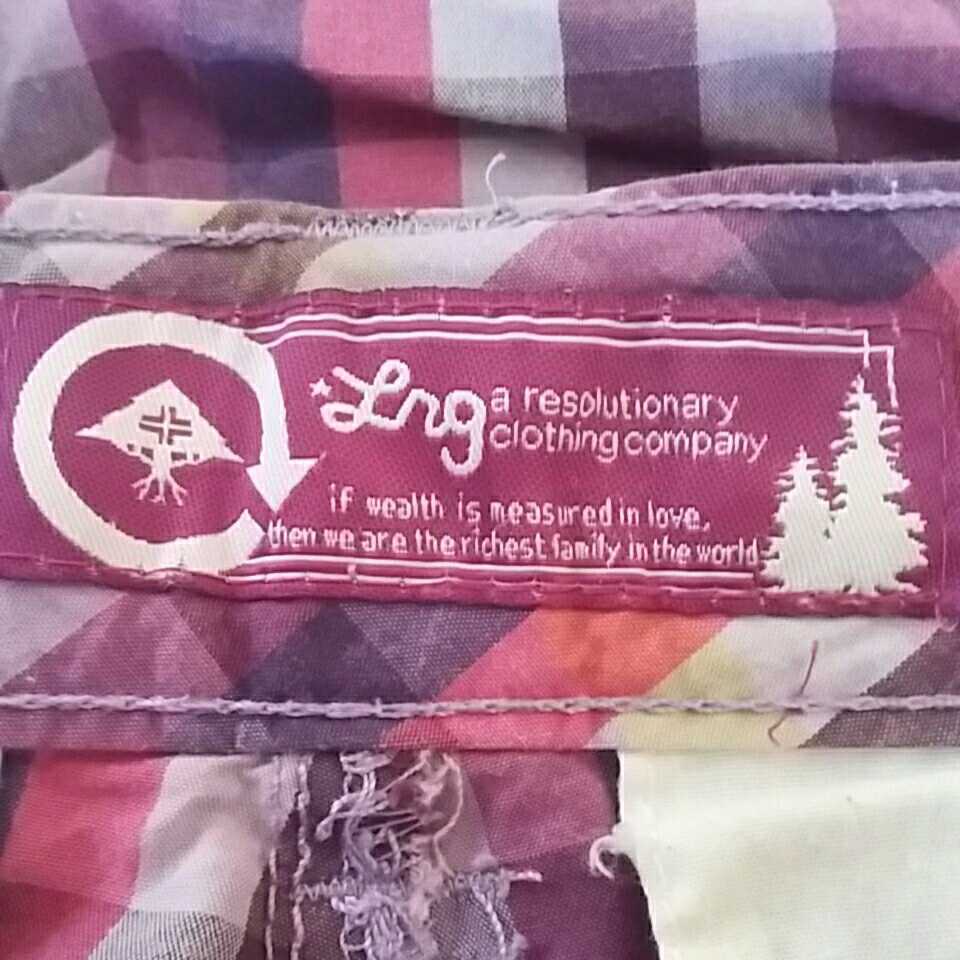 Lrg a resolutionary
clothing company
if wealth is measured in love,
then we are the richest family in the world